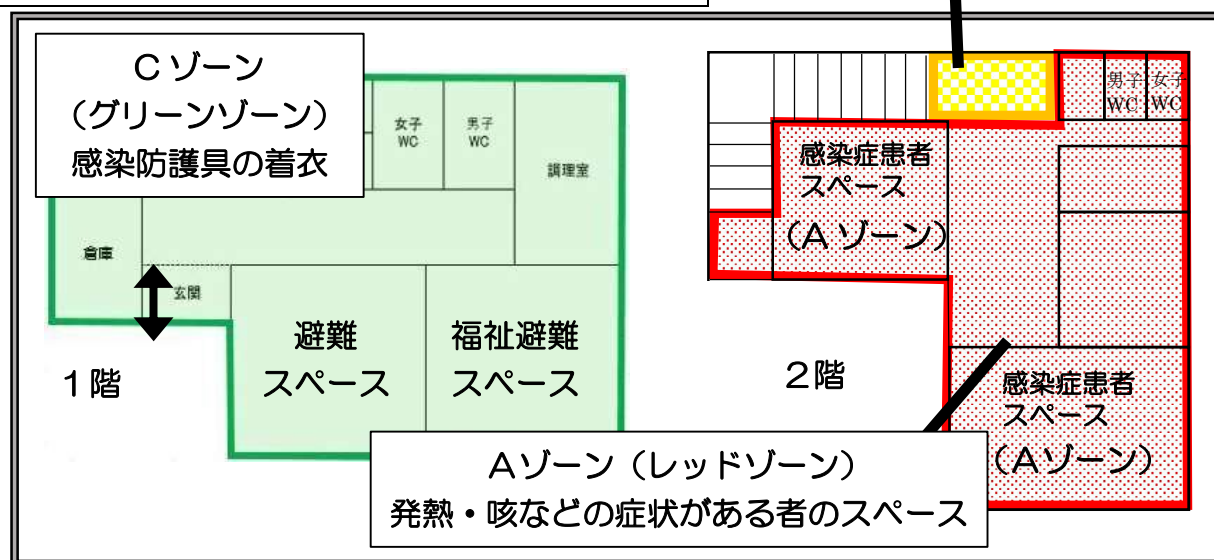 Cゾーン
（グリーンゾーン）
感染防護具の着衣
女子
WC
男子
WC
調理室
倉庫
玄関
避難
スペース
福祉避難
スペース
1階
男子
WC
女子
WC
感染症患者
スペース
（Aゾーン）
2階
感染症患者
スペース
（Aゾーン）
Aゾーン（レッドゾーン）
発熱・咳などの症状がある者のスペース